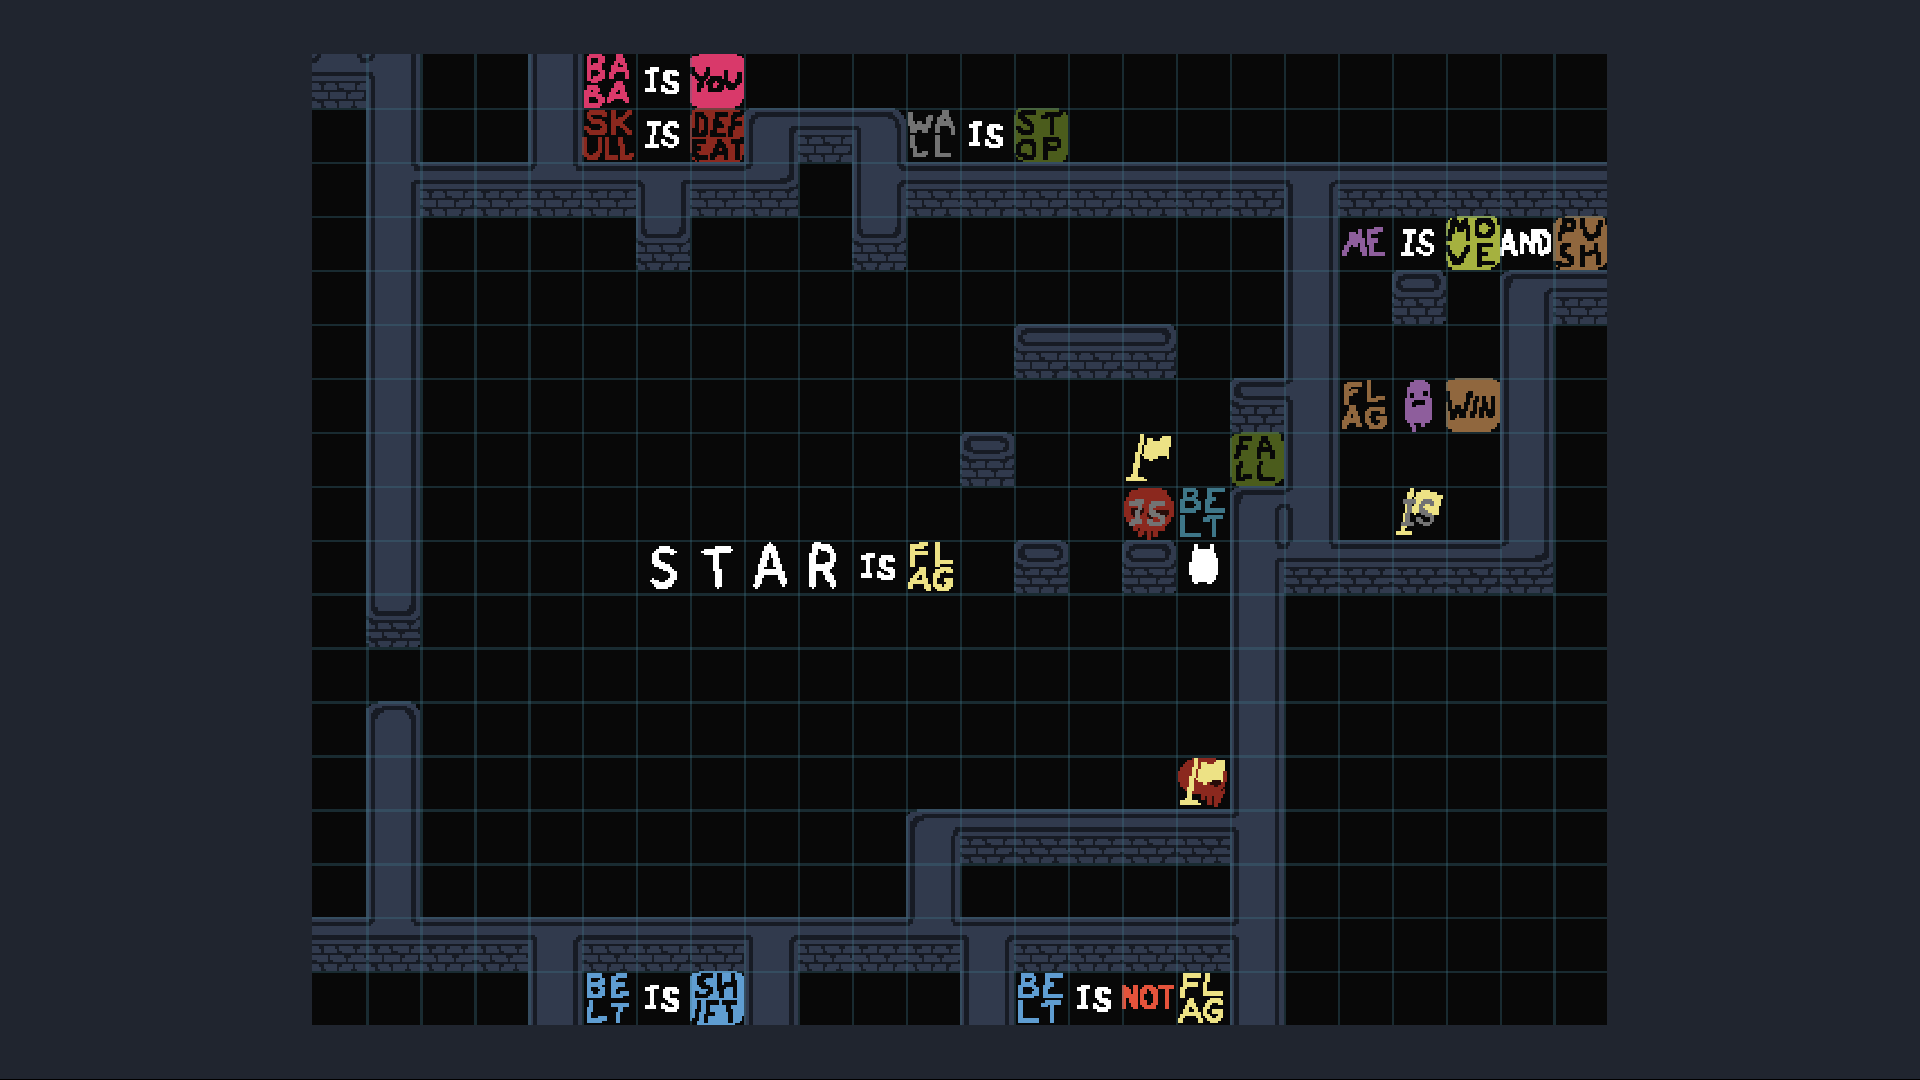 BABA IS YOU
SKULL IS DEFEAT
WALL IS STOP
ME IS MOVE AND PUSH
FLAG WIN
FALL
IS BELT
IS
STAR IS FLAG
BELT IS SHIFT
BELT IS NOT FLAG